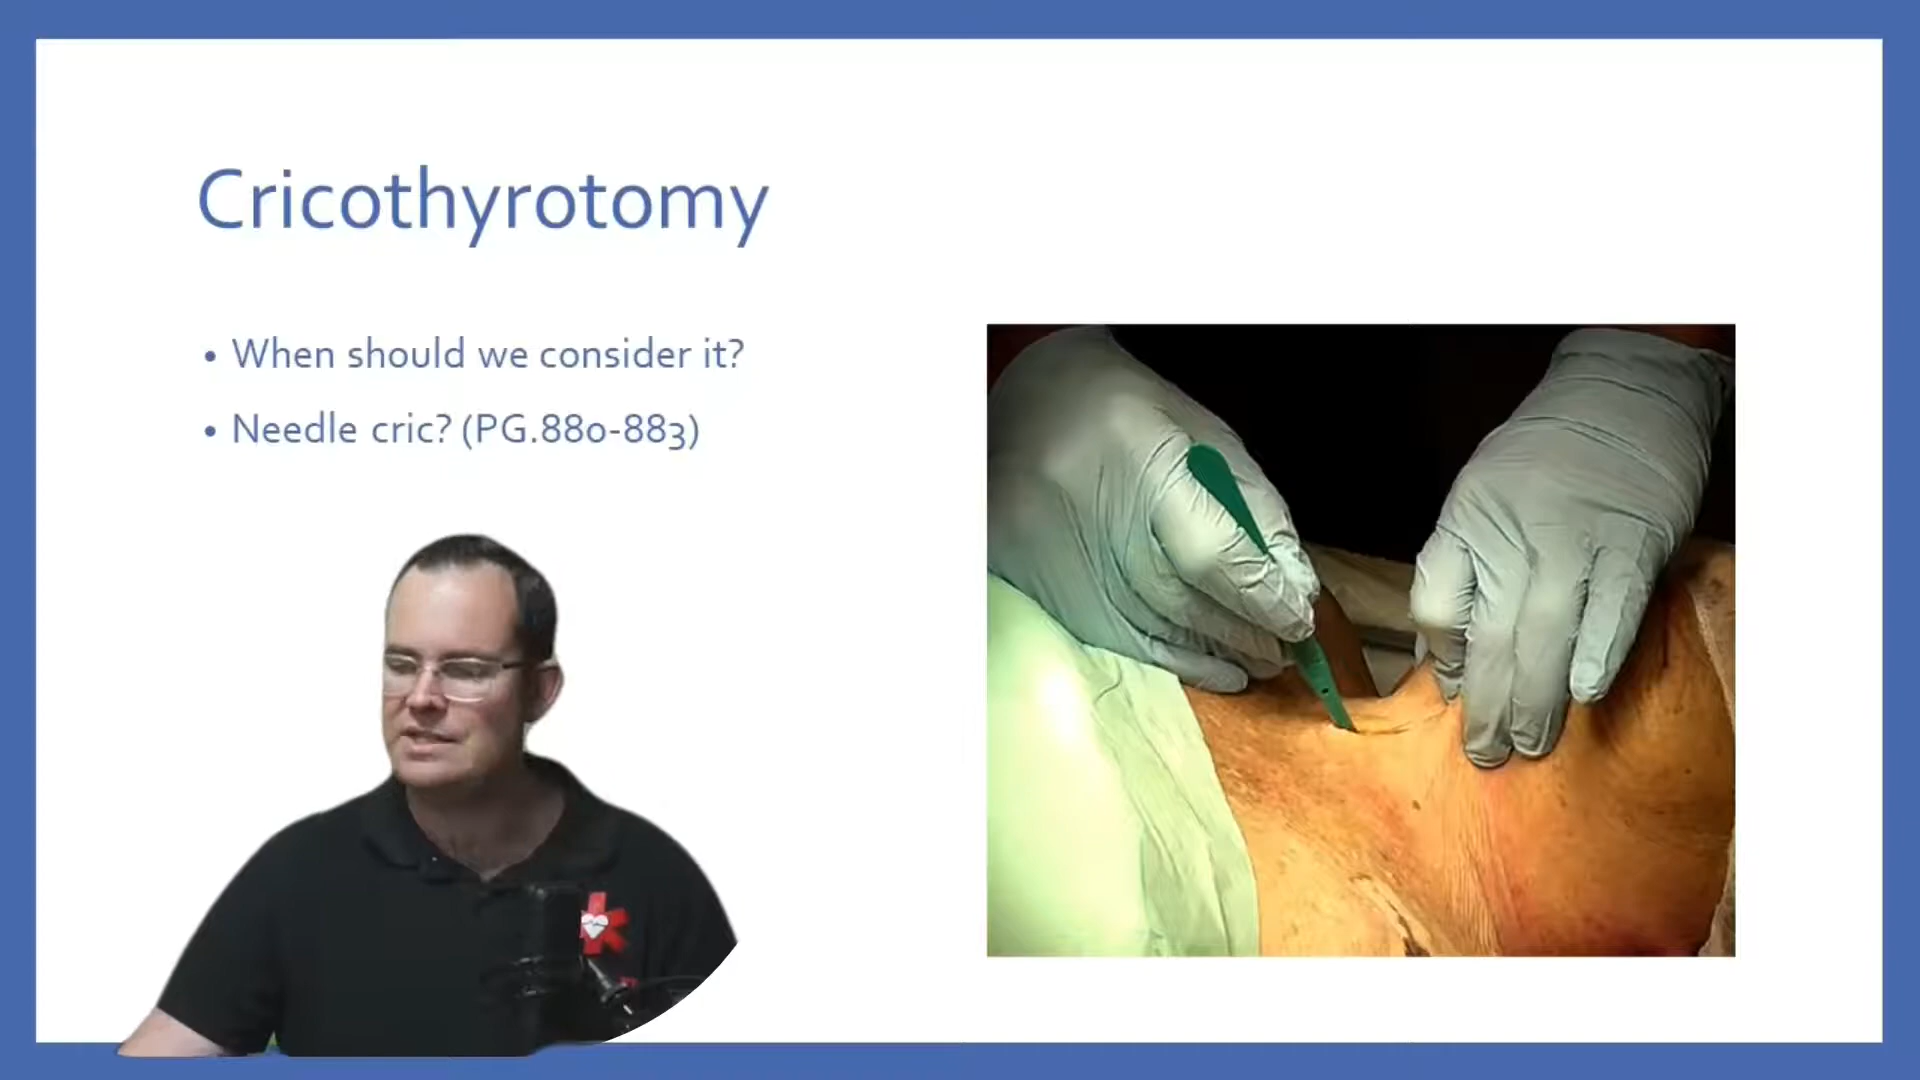 Cricothyrotomy
• When should we consider it?
• Needle cric? (PG.880-883)